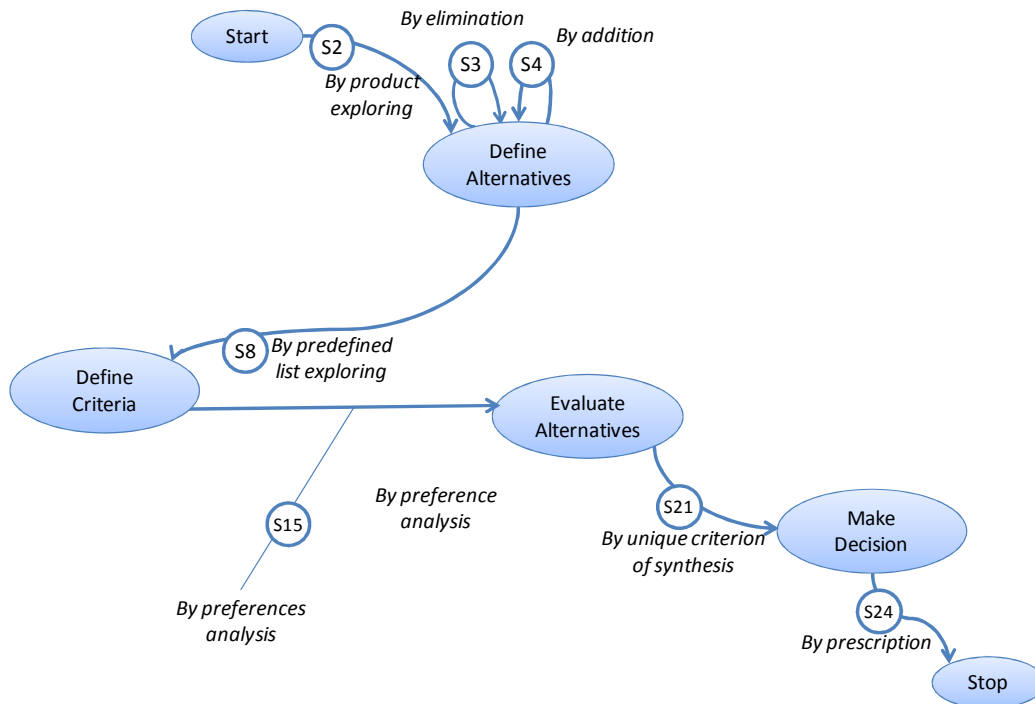 By elimination
By addition
Start
S2
S3
S4
By product
exploring
Define
Alternatives
S8
By predefined
list exploring
Define
Criteria
Evaluate
Alternatives
By preference
analysis
S15
S21
By unique criterion
of synthesis
Make
Decision
By preferences
analysis
S24
By prescription
Stop